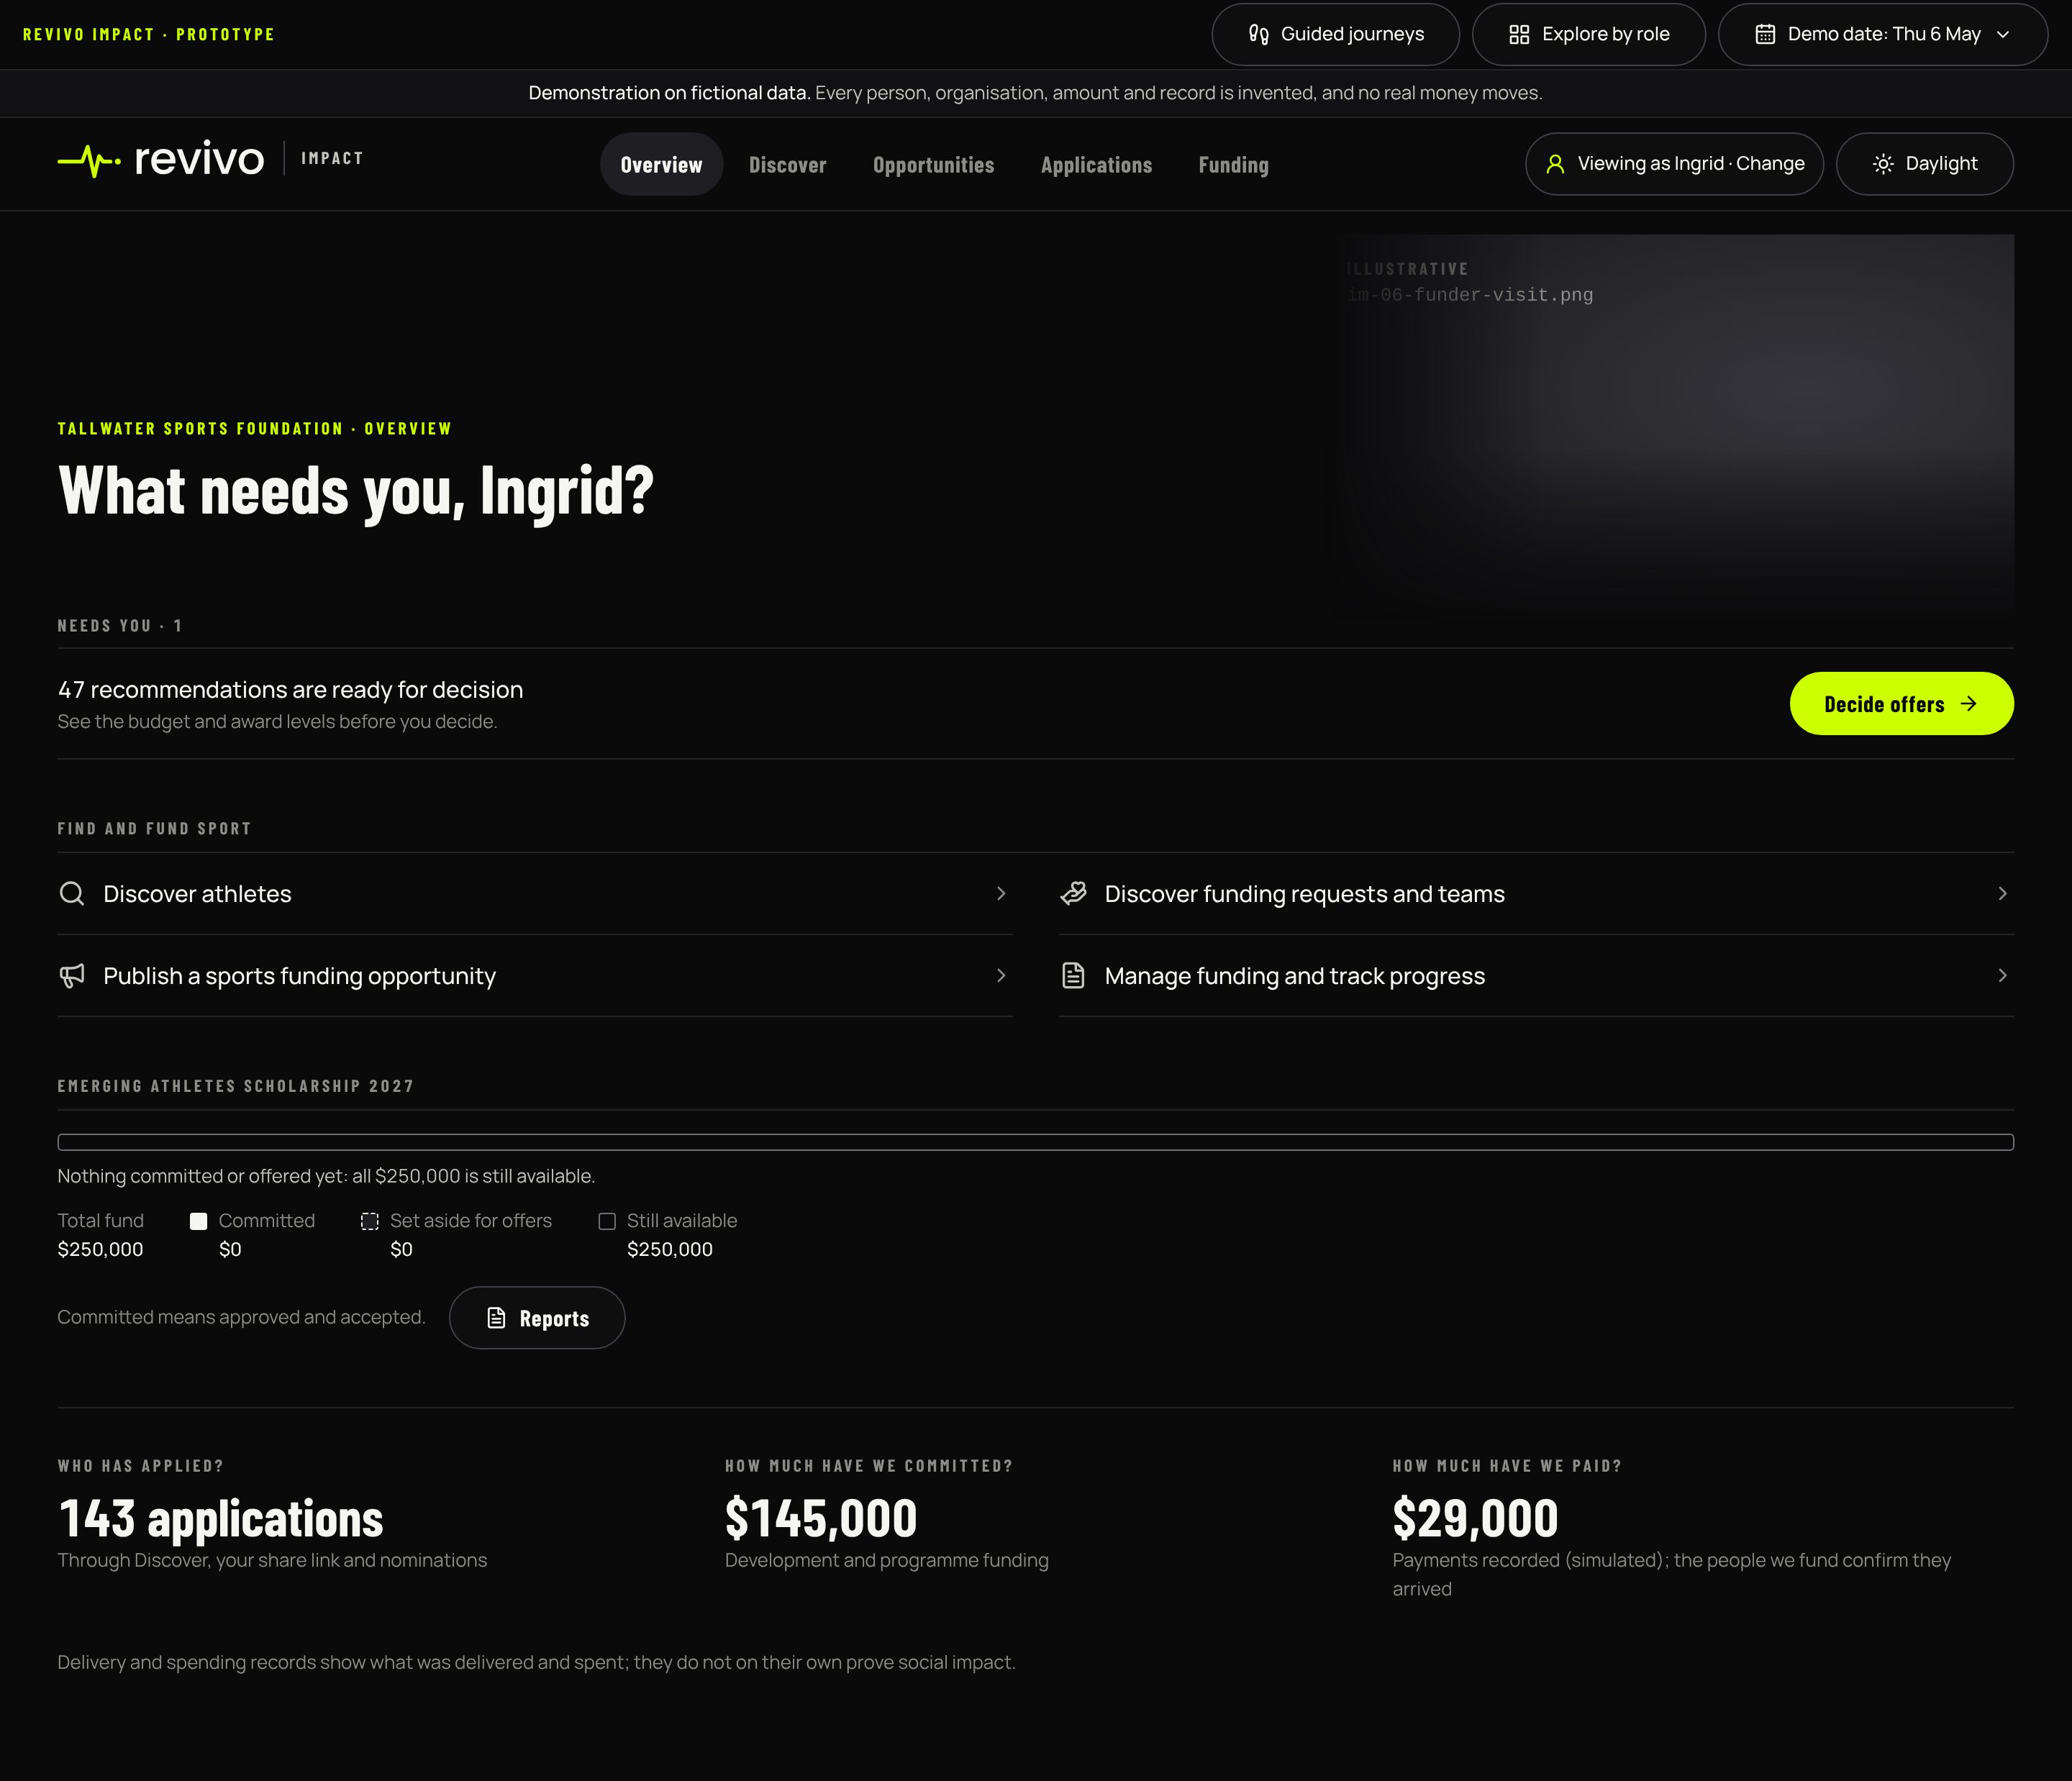 REVIVO IMPACT · PROTOTYPE
Guided journeys
Explore by role
Demo date: Thu 6 May
Demonstration on fictional data. Every person, organisation, amount and record is invented, and no real money moves.
revivo
IMPACT
Overview
Discover
Opportunities
Applications
Funding
Viewing as Ingrid · Change
Daylight
ILLUSTRATIVE
im-06-funder-visit.png
TALLWATER SPORTS FOUNDATION · OVERVIEW
What needs you, Ingrid?
NEEDS YOU · 1
47 recommendations are ready for decision
See the budget and award levels before you decide.
Decide offers
FIND AND FUND SPORT
Discover athletes
Discover funding requests and teams
Publish a sports funding opportunity
Manage funding and track progress
EMERGING ATHLETES SCHOLARSHIP 2027
Nothing committed or offered yet: all $250,000 is still available.
Total fund
$250,000
Committed
$0
Set aside for offers
$0
Still available
$250,000
Committed means approved and accepted.
Reports
WHO HAS APPLIED?
143 applications
Through Discover, your share link and nominations
HOW MUCH HAVE WE COMMITTED?
$145,000
Development and programme funding
HOW MUCH HAVE WE PAID?
$29,000
Payments recorded (simulated); the people we fund confirm they
arrived
Delivery and spending records show what was delivered and spent; they do not on their own prove social impact.